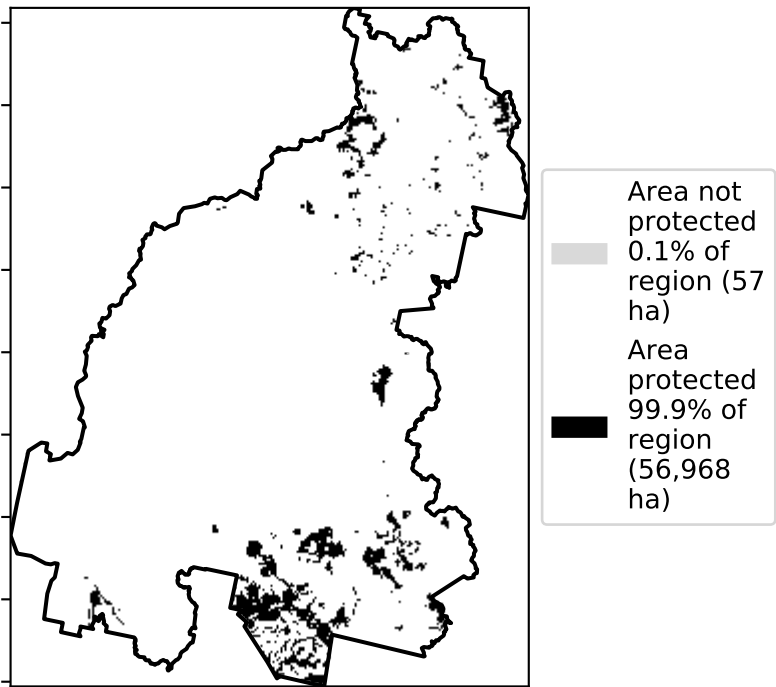 Area not
protected
0.1% of
region (57
ha)
Area
protected
99.9% of
region
(56,968
ha)